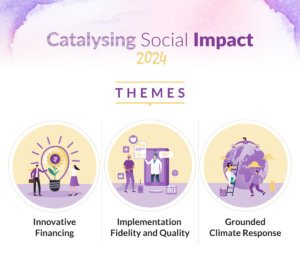 Catalysing Social Impact
2024
THEMES
Innovative
Financing
Implementation
Fidelity and Quality
Grounded
Climate Response